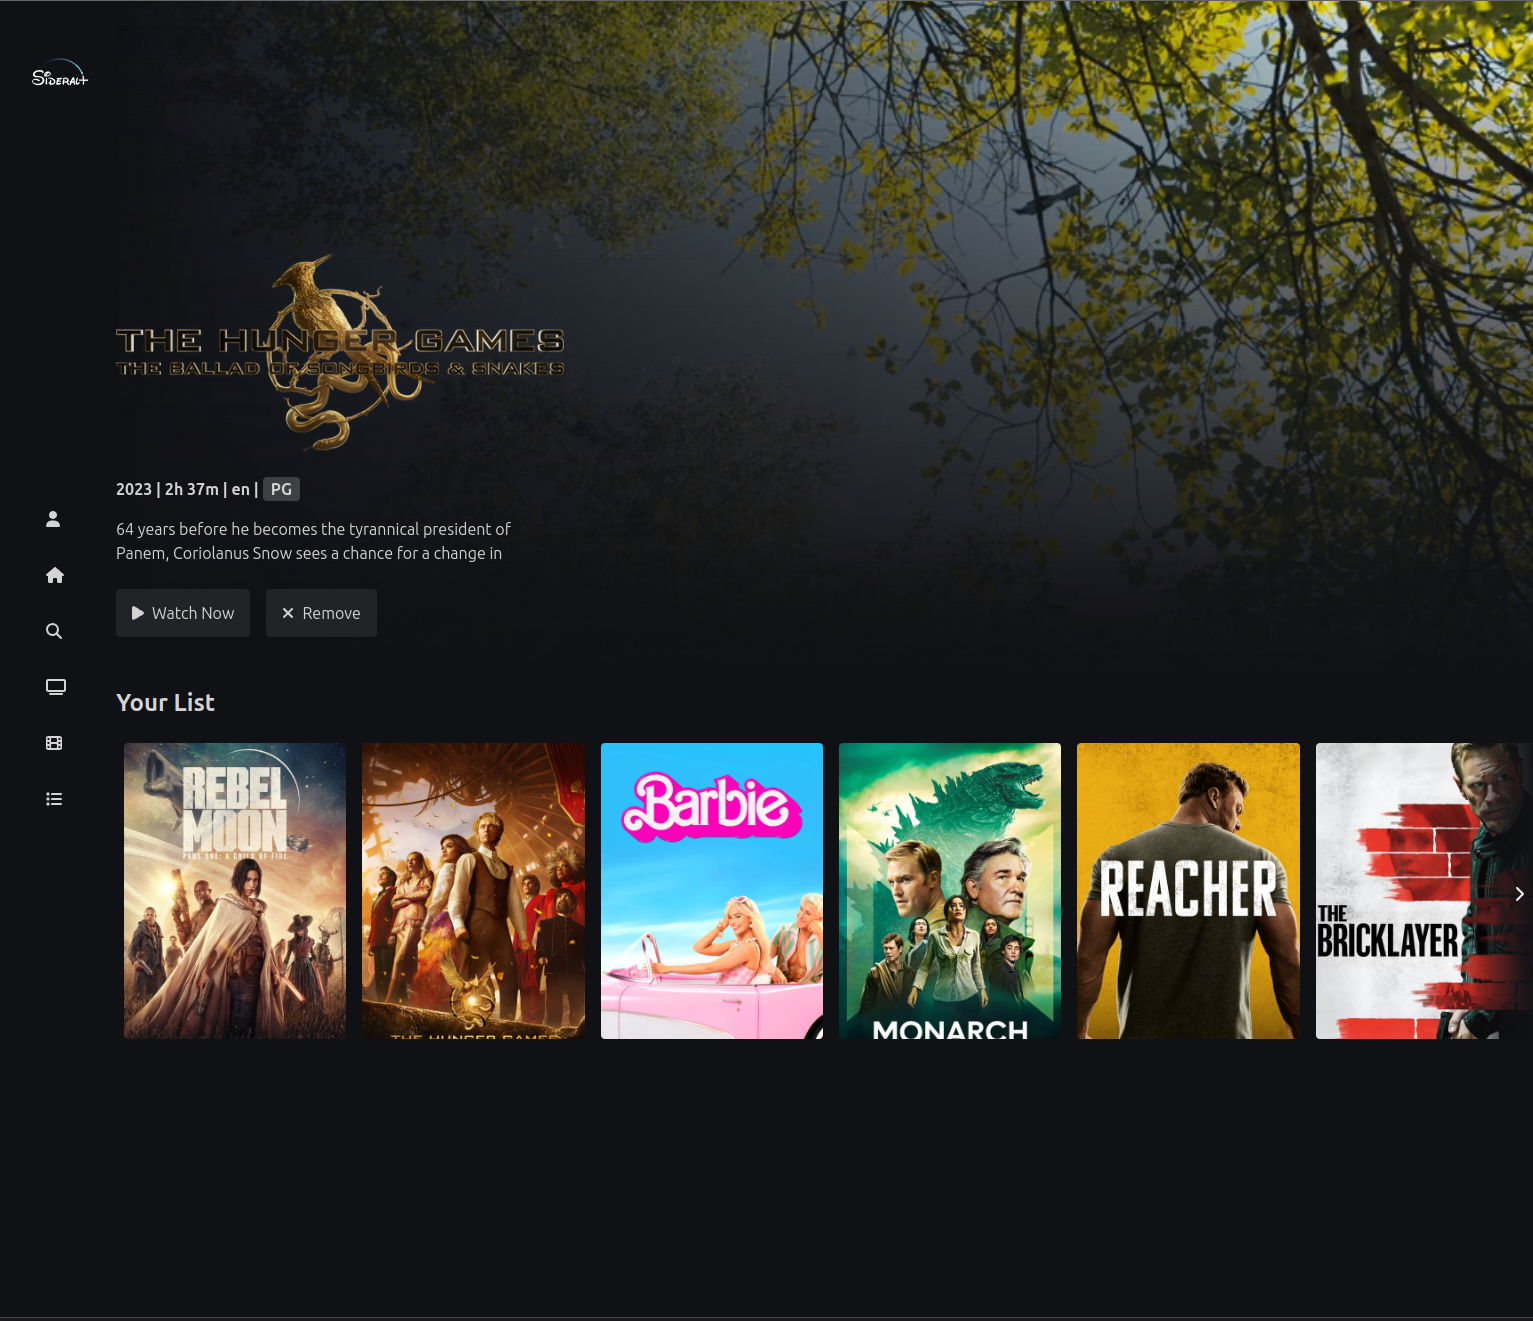 Sideral+
THE HUNGER GAMES
THE BALLAD OF SONGBIRDS & SNAKES
2023 | 2h 37m | en | PG
64 years before he becomes the tyrannical president of
Panem, Coriolanus Snow sees a chance for a change in
Watch Now
Remove
Your List
REBEL
MOON
PART ONE: A CHILD OF FIRE
THE HUNGER GAMES
Barbie
MONARCH
REACHER
THE
BRICKLAYER